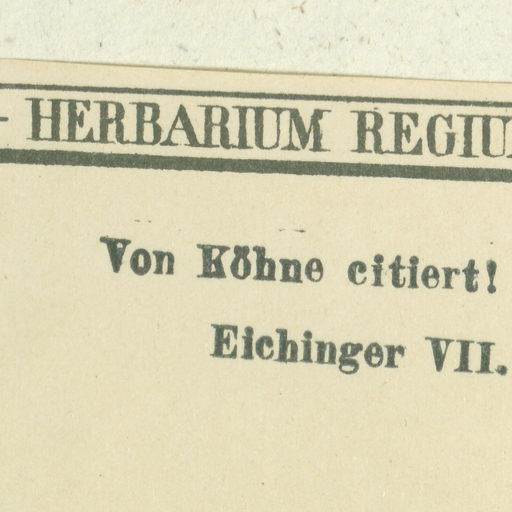 - HERBARIUM REGIU
Von Köhne citiert!
Eichinger VII.